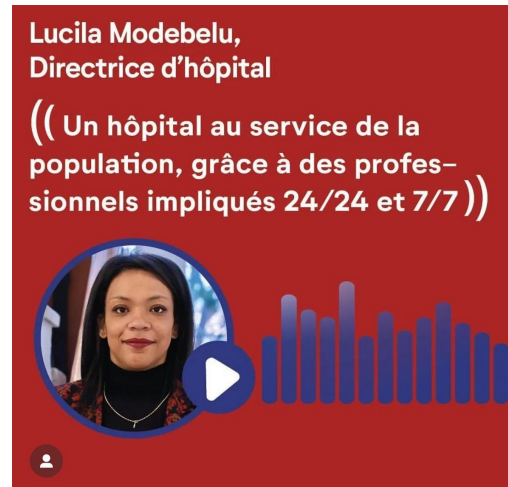 Lucila Modebelu,
Directrice d’hôpital
(( Un hôpital au service de la
population, grâce à des profes–
sionnels impliqués 24/24 et 7/7 ))